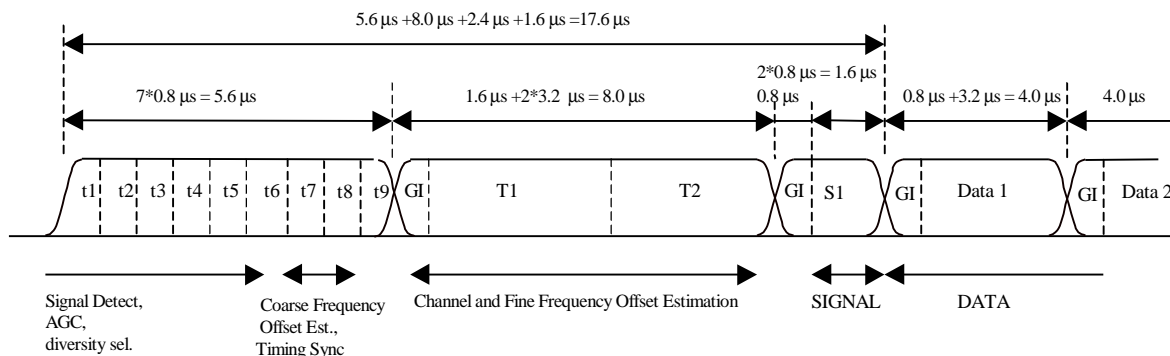 5.6 µs +8.0 µs +2.4 µs +1.6 µs =17.6 µs
2*0.8 µs = 1.6 µs
7*0.8 µs = 5.6 µs
1.6 µs +2*3.2 µs = 8.0 µs
0.8 µs
0.8 µs +3.2 µs = 4.0 µs
4.0 µs
t1 t2 t3 t4 t5 t6 t7 t8 t9 GI T1 T2 GI S1 GI Data 1 GI Data 2
Signal Detect,
AGC,
diversity sel.
Coarse Frequency
Offset Est.,
Timing Sync
Channel and Fine Frequency Offset Estimation
SIGNAL
DATA